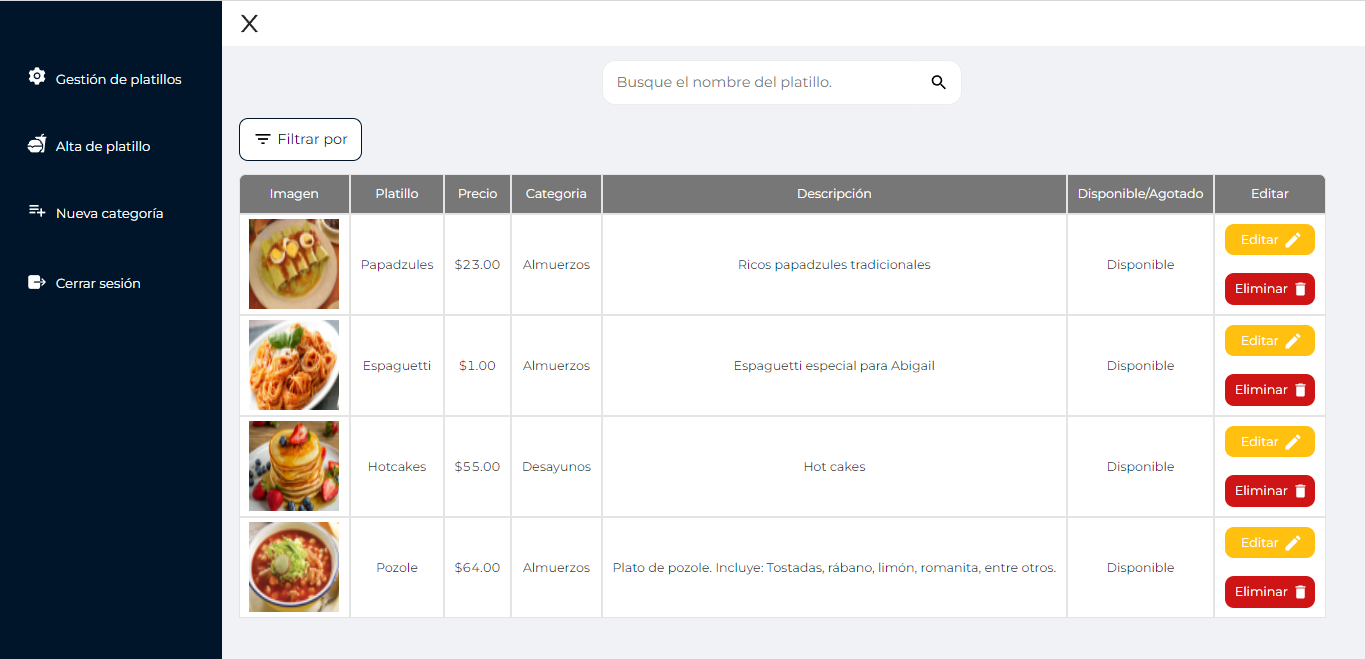 X
Gestión de platillos
Alta de platillo
Nueva categoría
Cerrar sesión
Busque el nombre del platillo.
Filtrar por
Imagen Platillo Precio Categoria Descripción Disponible/Agotado Editar
Papadzules $23.00 Almuerzos Ricos papadzules tradicionales Disponible Editar
Eliminar
Espaguetti $1.00 Almuerzos Espaguetti especial para Abigail Disponible Editar
Eliminar
Hotcakes $55.00 Desayunos Hot cakes Disponible Editar
Eliminar
Pozole $64.00 Almuerzos Plato de pozole. Incluye: Tostadas, rábano, limón, romanita, entre otros. Disponible Editar
Eliminar